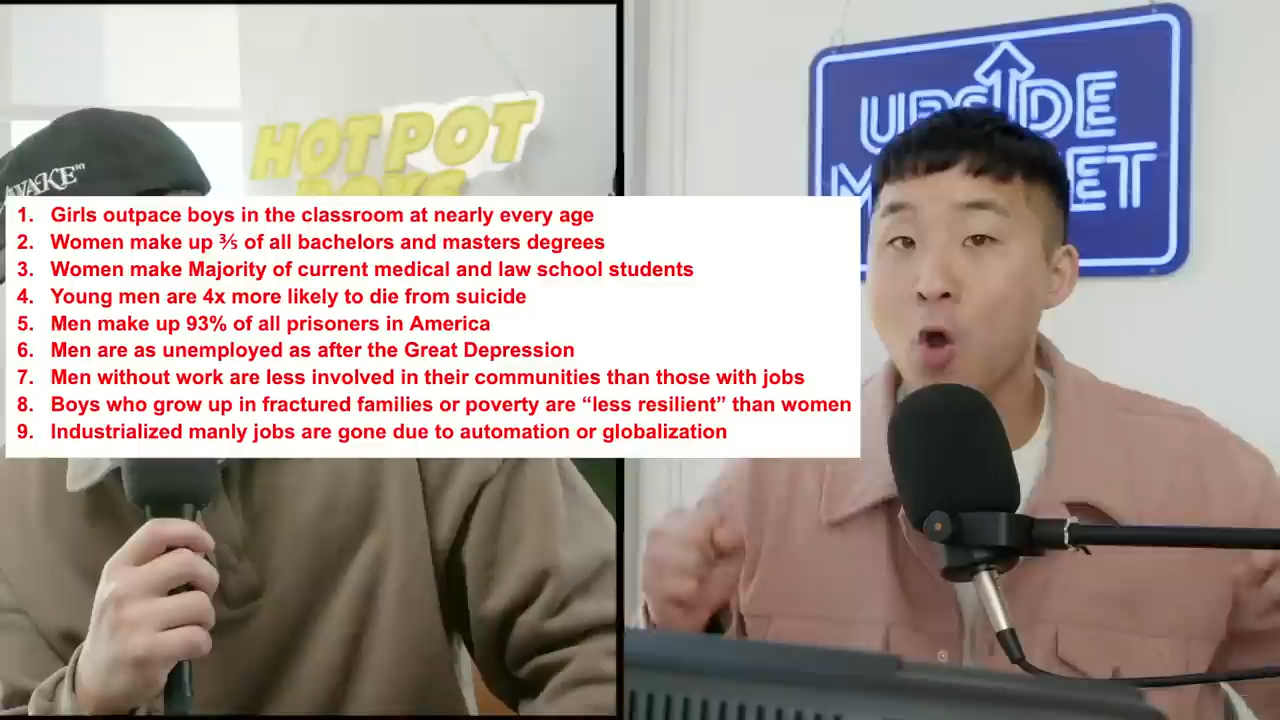 HOT POT
BOYS
AWAKE
UPSIDE
MARKET
1. Girls outpace boys in the classroom at nearly every age
2. Women make up ⅗ of all bachelors and masters degrees
3. Women make Majority of current medical and law school students
4. Young men are 4x more likely to die from suicide
5. Men make up 93% of all prisoners in America
6. Men are as unemployed as after the Great Depression
7. Men without work are less involved in their communities than those with jobs
8. Boys who grow up in fractured families or poverty are “less resilient” than women
9. Industrialized manly jobs are gone due to automation or globalization